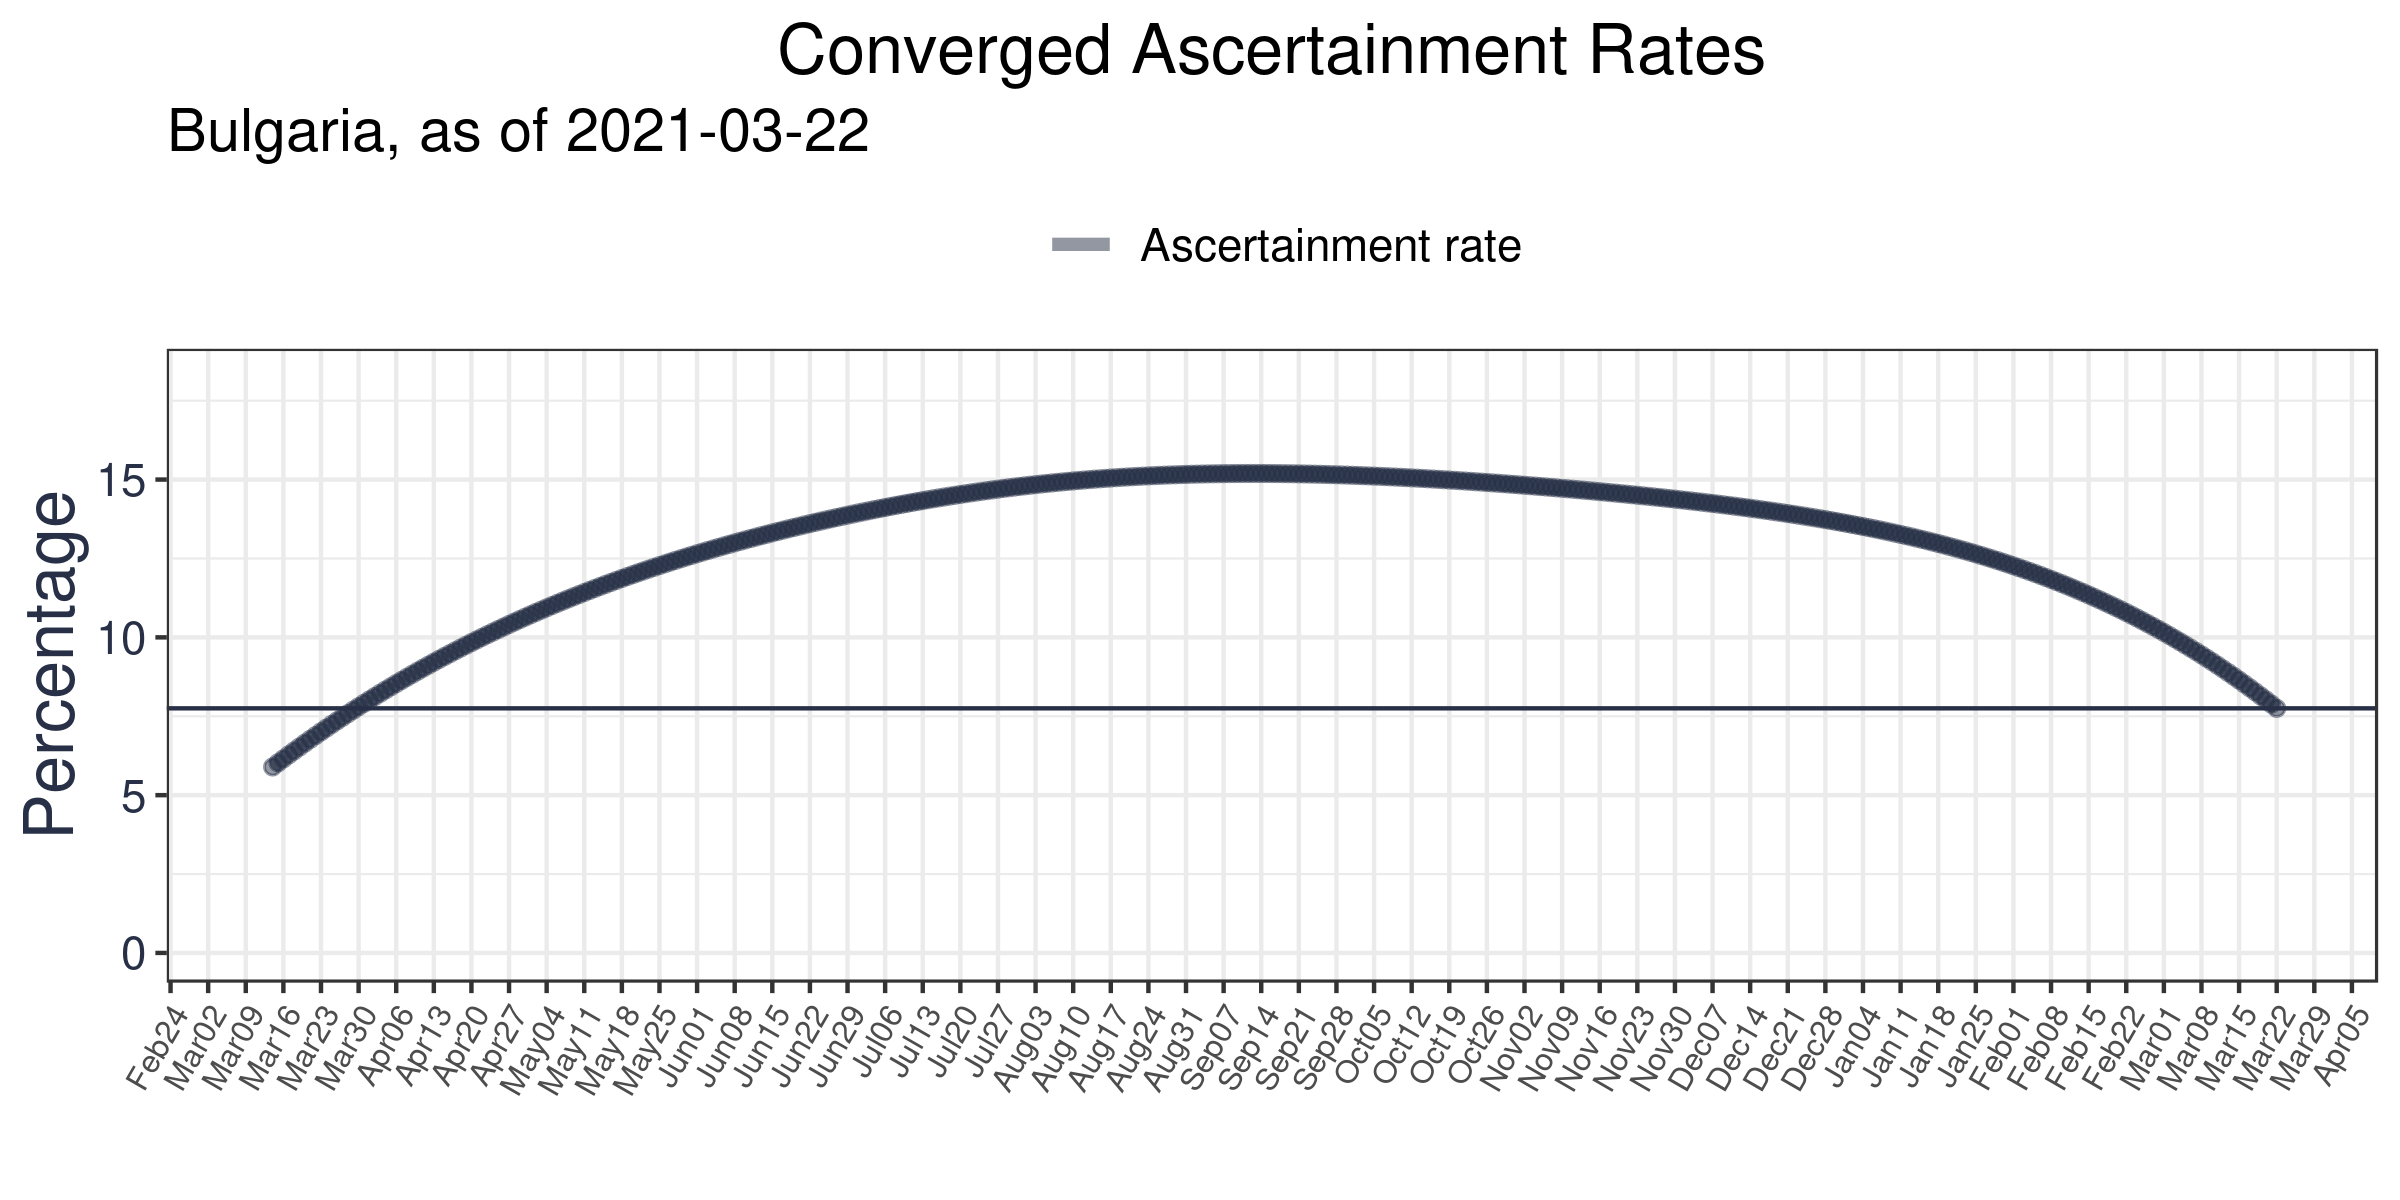 Converged Ascertainment Rates
Bulgaria, as of 2021-03-22
Ascertainment rate
Percentage
15
10
5
0
Feb24
Mar02
Mar09
Mar16
Mar23
Mar30
Apr06
Apr13
Apr20
Apr27
May04
May11
May18
May25
Jun01
Jun08
Jun15
Jun22
Jun29
Jul06
Jul13
Jul20
Jul27
Aug03
Aug10
Aug17
Aug24
Aug31
Sep07
Sep14
Sep21
Sep28
Oct05
Oct12
Oct19
Oct26
Nov02
Nov09
Nov16
Nov23
Nov30
Dec07
Dec14
Dec21
Dec28
Jan04
Jan11
Jan18
Jan25
Feb01
Feb08
Feb15
Feb22
Mar01
Mar08
Mar15
Mar22
Mar29
Apr05